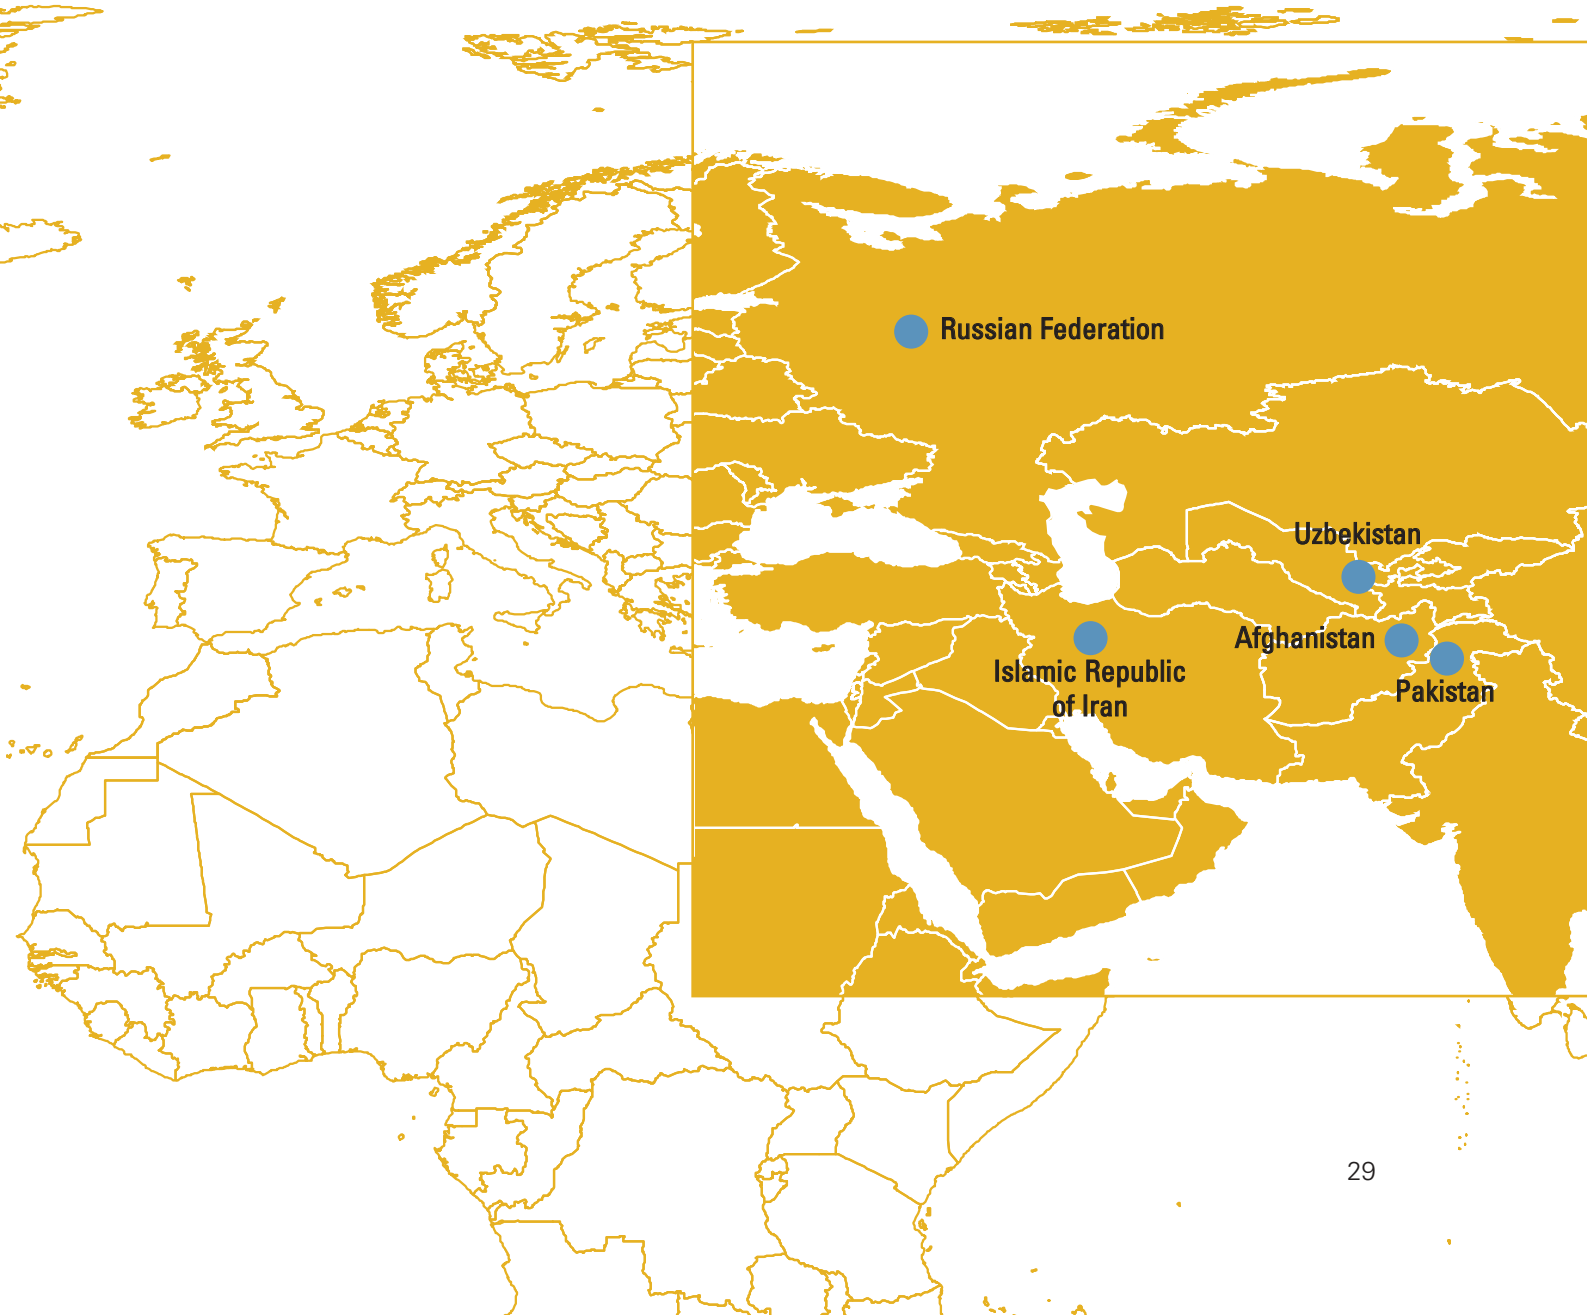 Russian Federation
Uzbekistan
Afghanistan
Islamic Republic
of Iran
Pakistan
29